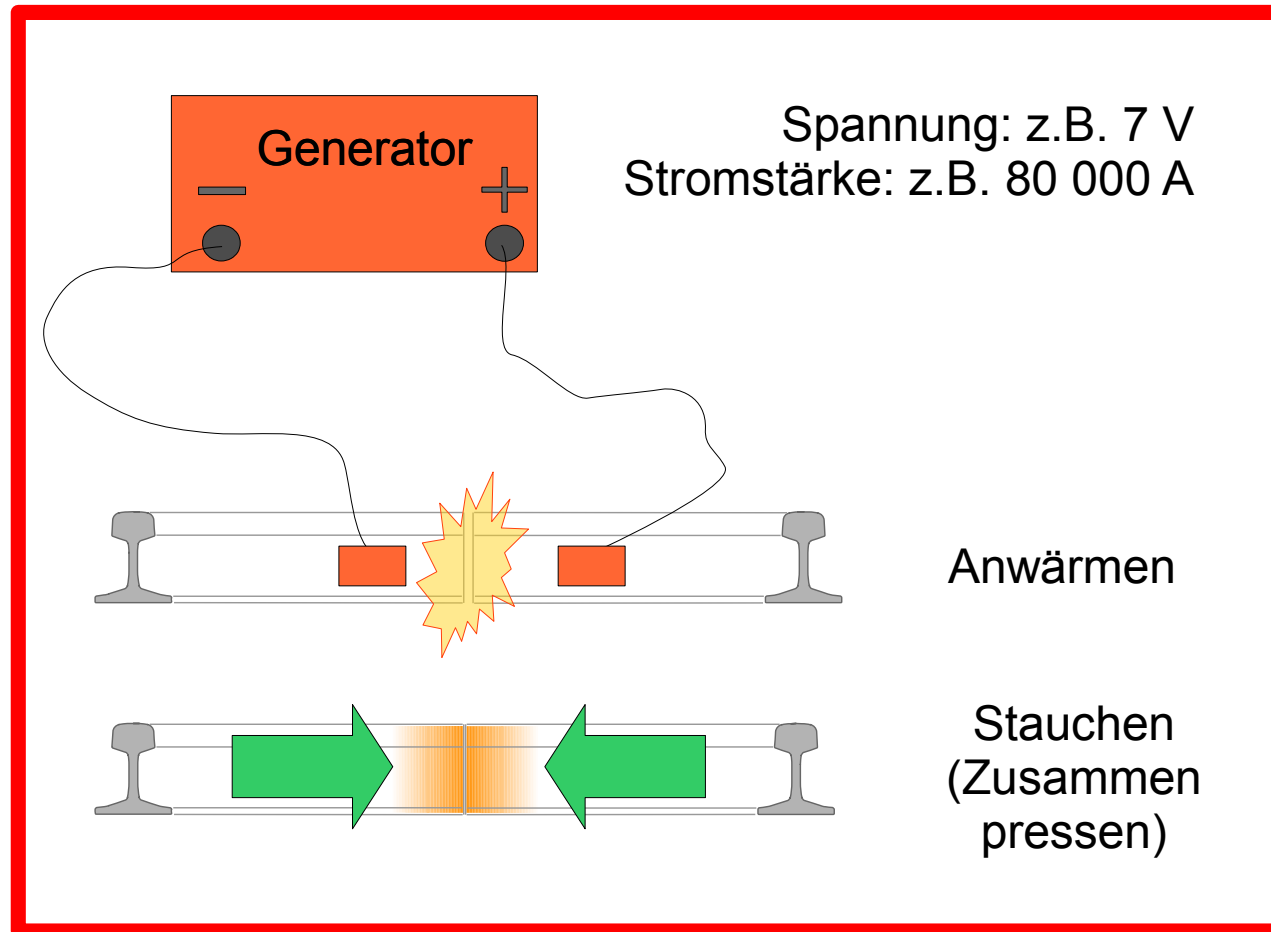 Generator
— +
Spannung: z.B. 7 V
Stromstärke: z.B. 80 000 A
Anwärmen
Stauchen
(Zusammen
pressen)